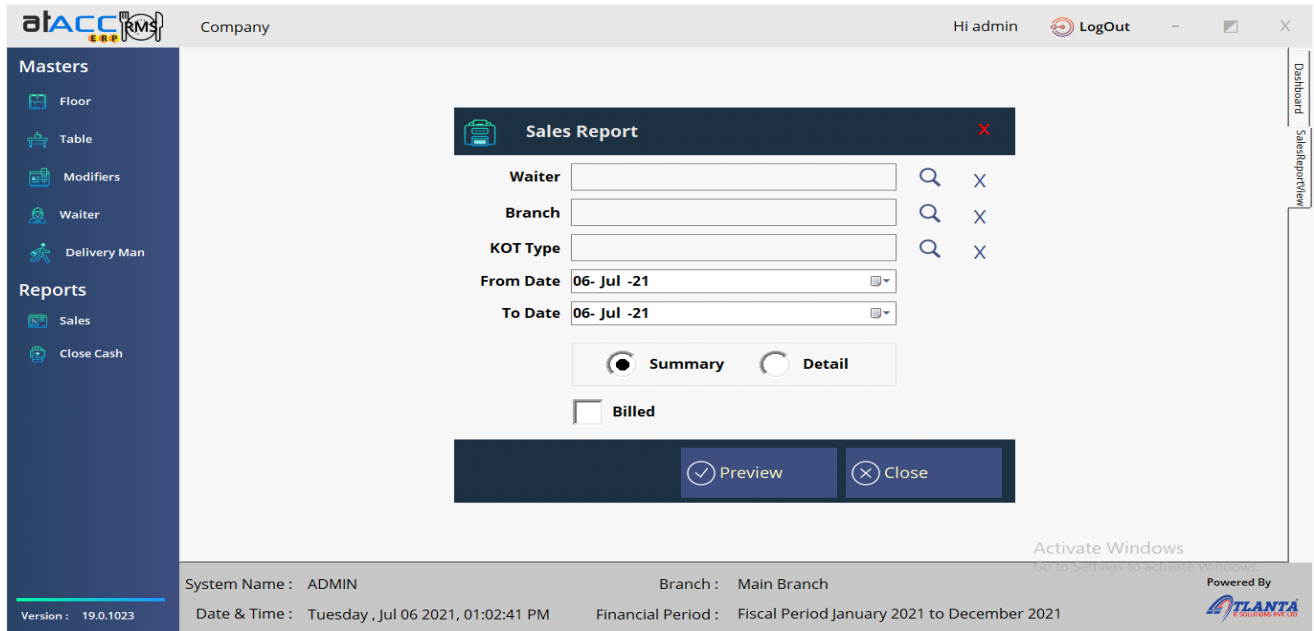 atACC RMS
ERP
Company
Hi admin
LogOut
X
Masters
Floor
Table
Modifiers
Waiter
Delivery Man
Reports
Sales
Close Cash
Version : 19.0.1023
Dashboard
SalesReportView
Sales Report
X
Waiter
X
Branch
X
KOT Type
X
From Date 06- Jul -21
To Date 06- Jul -21
Summary Detail
Billed
Preview Close
Activate Windows
Go to Settings to activate Windows.
System Name : ADMIN Branch : Main Branch
Date & Time : Tuesday , Jul 06 2021, 01:02:41 PM Financial Period : Fiscal Period January 2021 to December 2021
Powered By
ATLANTA
IT SOLUTIONS PVT. LTD.